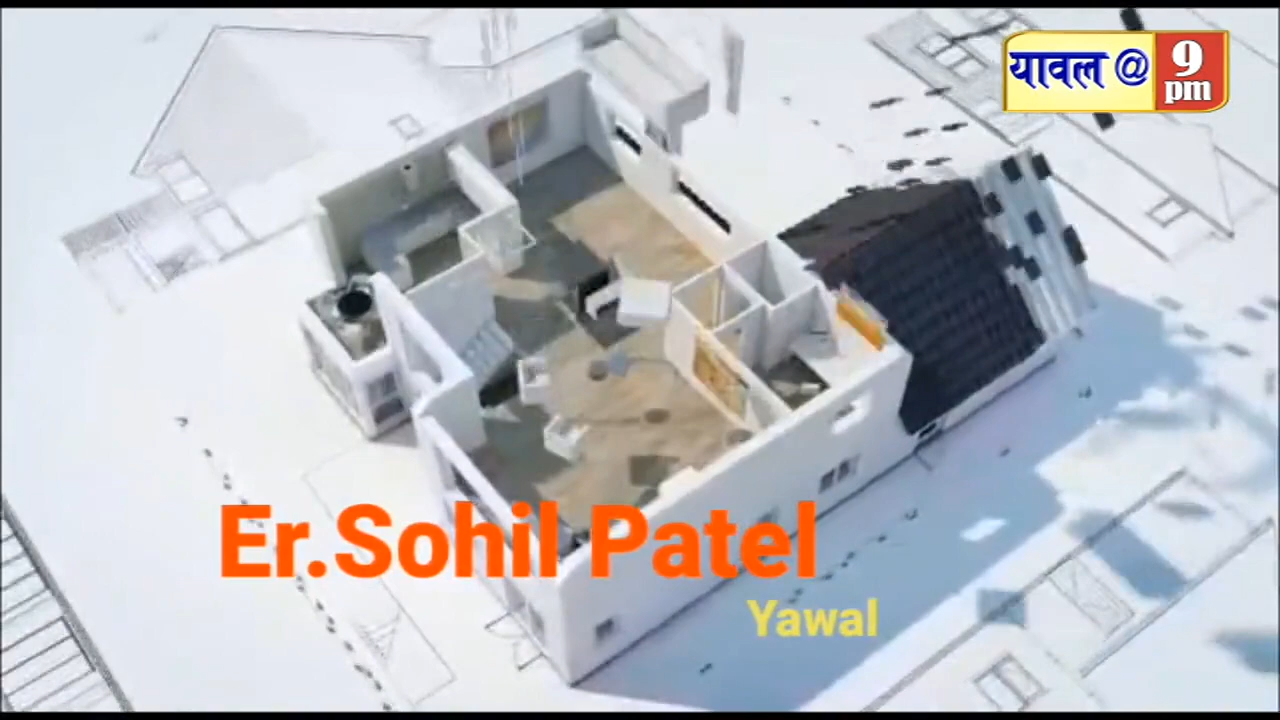 यावल @ 9 pm
Er.Sohil Patel
Yawal